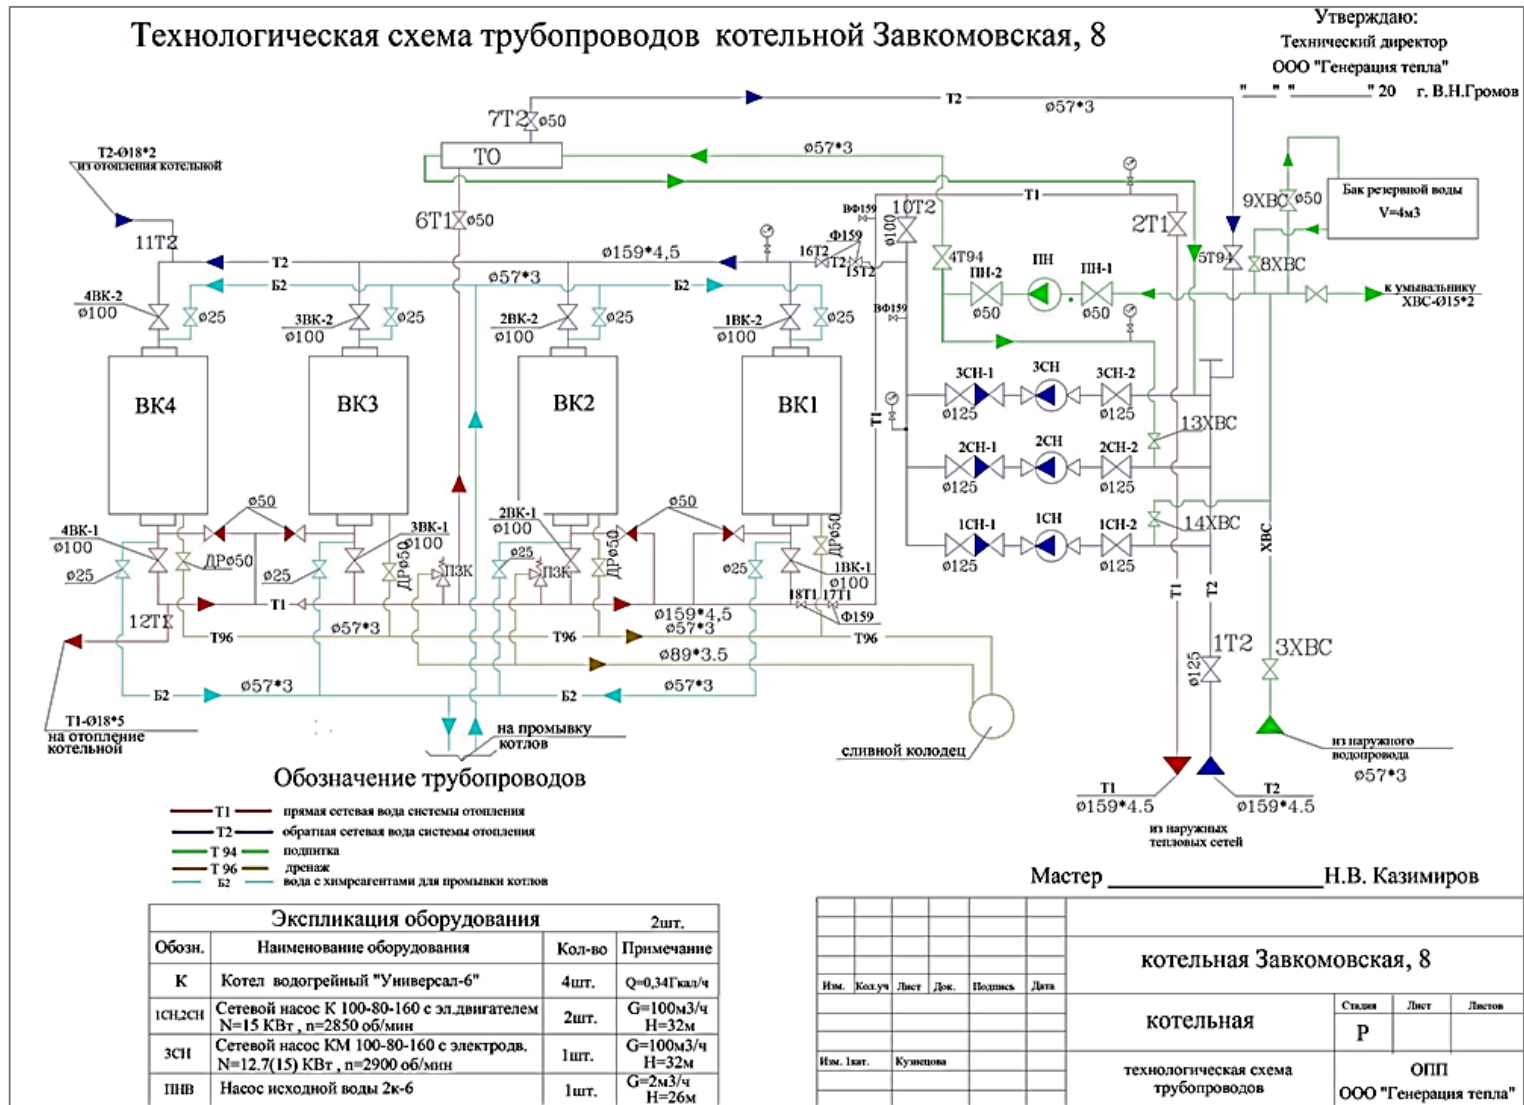 Технологическая схема трубопроводов котельной Завкомовская, 8
Утверждаю:
Технический директор
ООО "Генерация тепла"
"___" "__________" 20 г. В.Н.Громов
7Т2
ø50
Т2
ø57*3
Т2-Ø18*2
из отопления котельной
ТО
ø57*3
Т1
6Т1
ø50
ВФ159
10Т2
ø100
2Т1
9ХВС
ø50
Бак резервной воды
V=4м3
11Т2
Т2
ø159*4,5
16Т2
Ф159
Т2
15Т2
4Т94
ПН-2
ПН
ПН-1
5Т94
8ХВС
ø57*3
Б2
Б2
4ВК-2
ø100
ø25
3ВК-2
ø100
ø25
2ВК-2
ø100
ø25
1ВК-2
ø100
ø25
ВФ159
ø50
ø50
к умывальнику
ХВС-Ø15*2
ВК4
ВК3
ВК2
ВК1
Т1
3СН-1
3СН
3СН-2
ø125
ø125
13ХВС
2СН-1
2СН
2СН-2
ø125
ø125
14ХВС
1СН-1
1СН
1СН-2
ø125
ø125
ХВС
4ВК-1
ø100
ø50
3ВК-1
ø100
2ВК-1
ø100
ø50
1ВК-1
ø100
ø25
ДРø50
ø25
ДРø50
ПЗК
ø25
ПЗК
ДРø50
ø25
ДРø50
12Т1
Т1
ø159*4,5
18Т1
17Т1
Ф159
Т1
Т2
Т96
ø57*3
Т96
ø57*3
Т96
ø89*3.5
1Т2
ø125
3ХВС
Б2
ø57*3
Б2
ø57*3
Т1-Ø18*5
на отопление
котельной
на промывку
котлов
сливной колодец
из наружного
водопровода
ø57*3
Т1
ø159*4.5
Т2
ø159*4.5
из наружных
тепловых сетей
Обозначение трубопроводов
Т1 прямая сетевая вода системы отопления
Т2 обратная сетевая вода системы отопления
Т 94 подпитка
Т 96 дренаж
Б2 вода с химреагентами для промывки котлов
Мастер ____________________ Н.В. Казимиров
Экспликация оборудования 2шт.
Обозн. Наименование оборудования Кол-во Примечание
К Котел водогрейный "Универсал-6" 4шт. Q=0,34Гкал/ч
1СН,2СН Сетевой насос К 100-80-160 с эл.двигателем
N=15 КВт , n=2850 об/мин 2шт. G=100м3/ч
H=32м
3СН Сетевой насос КМ 100-80-160 с электродв.
N=12.7(15) КВт , n=2900 об/мин 1шт. G=100м3/ч
H=32м
ПНВ Насос исходной воды 2к-6 1шт. G=2м3/ч
H=26м
котельная Завкомовская, 8
Изм. Кол.уч Лист Док. Подпись Дата
котельная
Стадия Лист Листов
Р
Изм. 1кат. Кузнецова
технологическая схема
трубопроводов
ОПП
ООО "Генерация тепла"